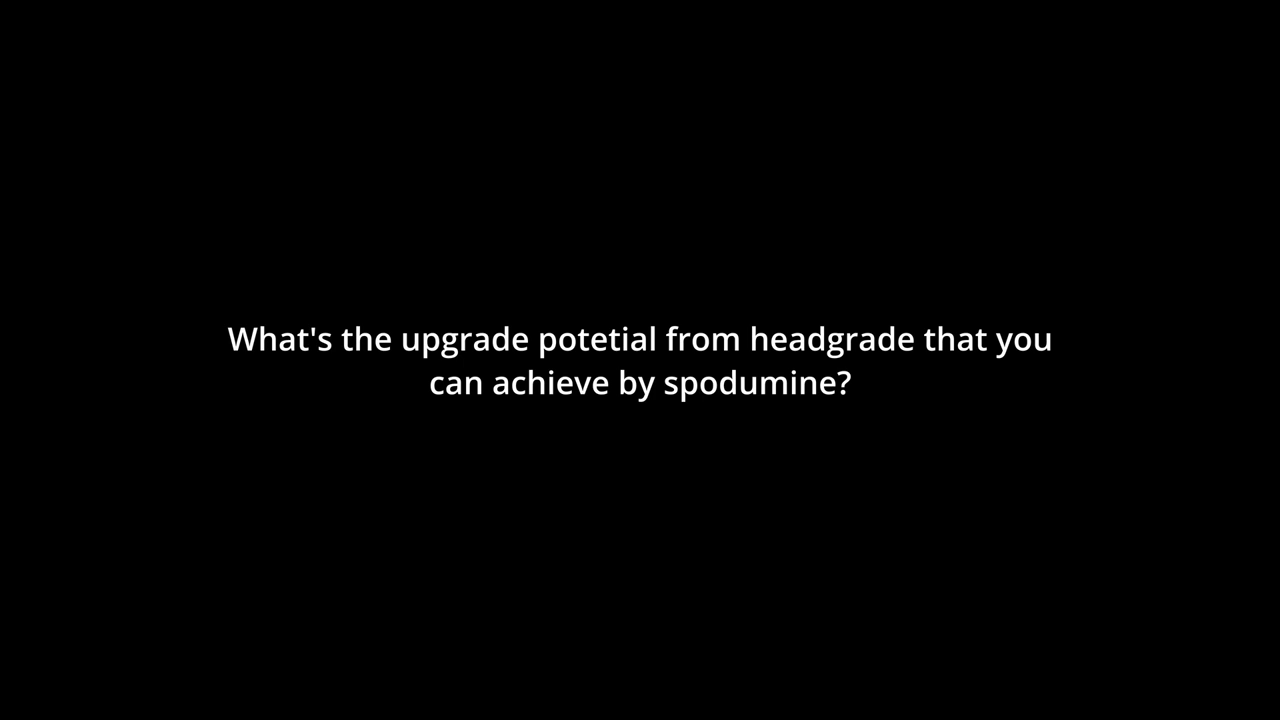 What's the upgrade potetial from headgrade that you
can achieve by spodumine?